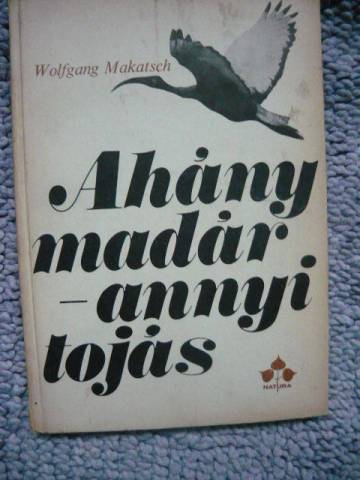 Wolfgang Makatsch
Ahány
madár
– annyi
tojás
NATURA